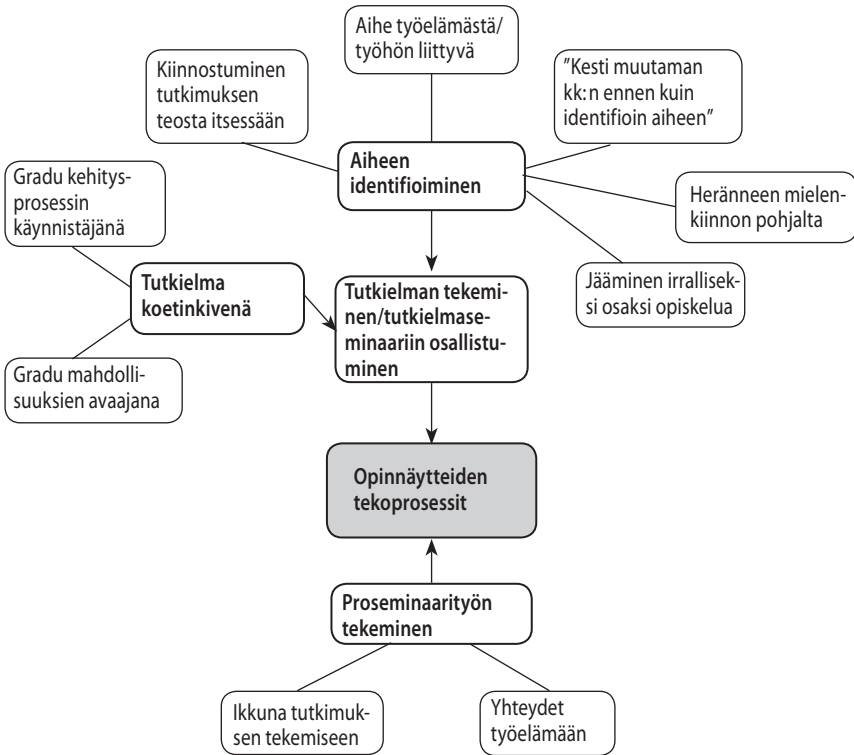 Aihe työelämästä/
työhön liittyvä
Kiinnostuminen
tutkimuksen
teosta itsessään
"Kesti muutaman
kk:n ennen kuin
identifioin aiheen"
Aiheen
identifioiminen
Gradu kehitys-
prosessin
käynnistäjänä
Heränneen mielen-
kiinnon pohjalta
Tutkielma
koetinkivenä
Tutkielman tekemi-
nen/tutkielmase-
minaariin osallistu-
minen
Jääminen irrallisek-
si osaksi opiskelua
Gradu mahdolli-
suuksien avaajana
Opinnäytteiden
tekoprosessit
Proseminaarityön
tekeminen
Ikkuna tutkimuk-
sen tekemiseen
Yhteydet
työelämään